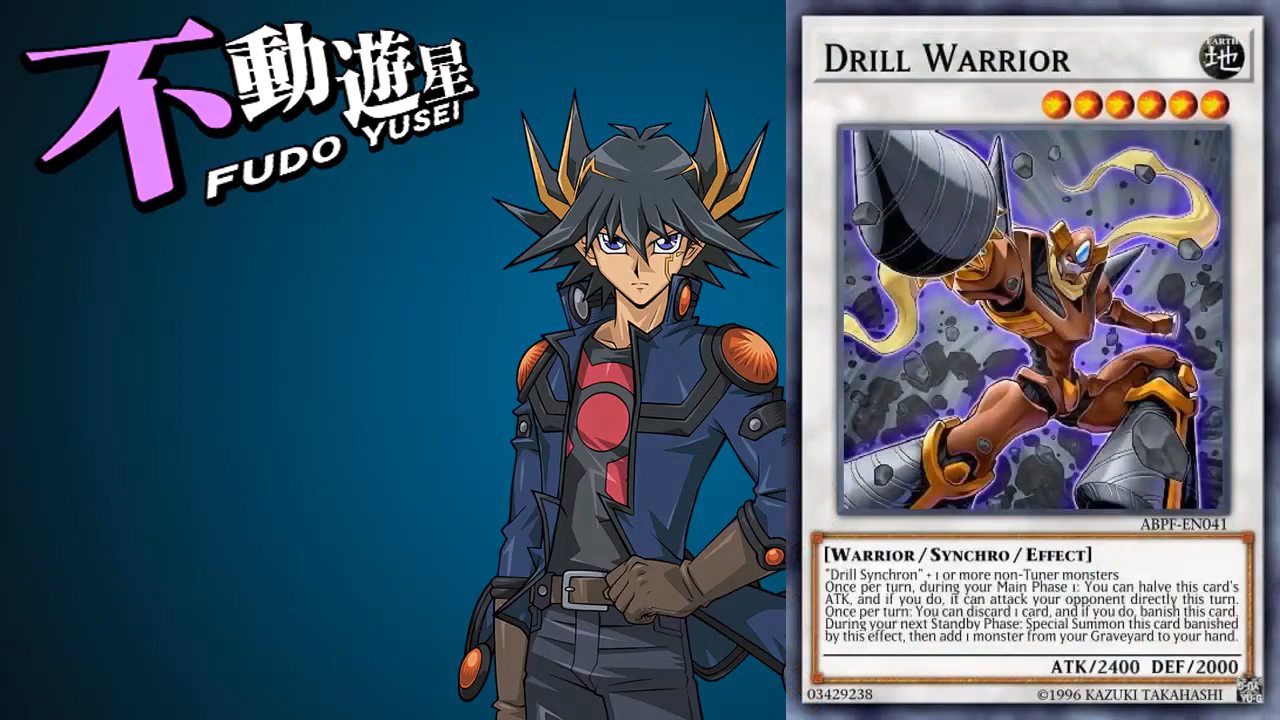 不動遊星
FUDO YUSEI
DRILL WARRIOR
EARTH
地
ABPF-EN041
[WARRIOR / SYNCHRO / EFFECT]
"Drill Synchron" + 1 or more non-Tuner monsters
Once per turn, during your Main Phase 1: You can halve this card's
ATK, and if you do, it can attack your opponent directly this turn.
Once per turn: You can discard 1 card, and if you do, banish this card.
During your next Standby Phase: Special Summon this card banished
by this effect, then add 1 monster from your Graveyard to your hand.
ATK/2400 DEF/2000
03429238
©1996 KAZUKI TAKAHASHI